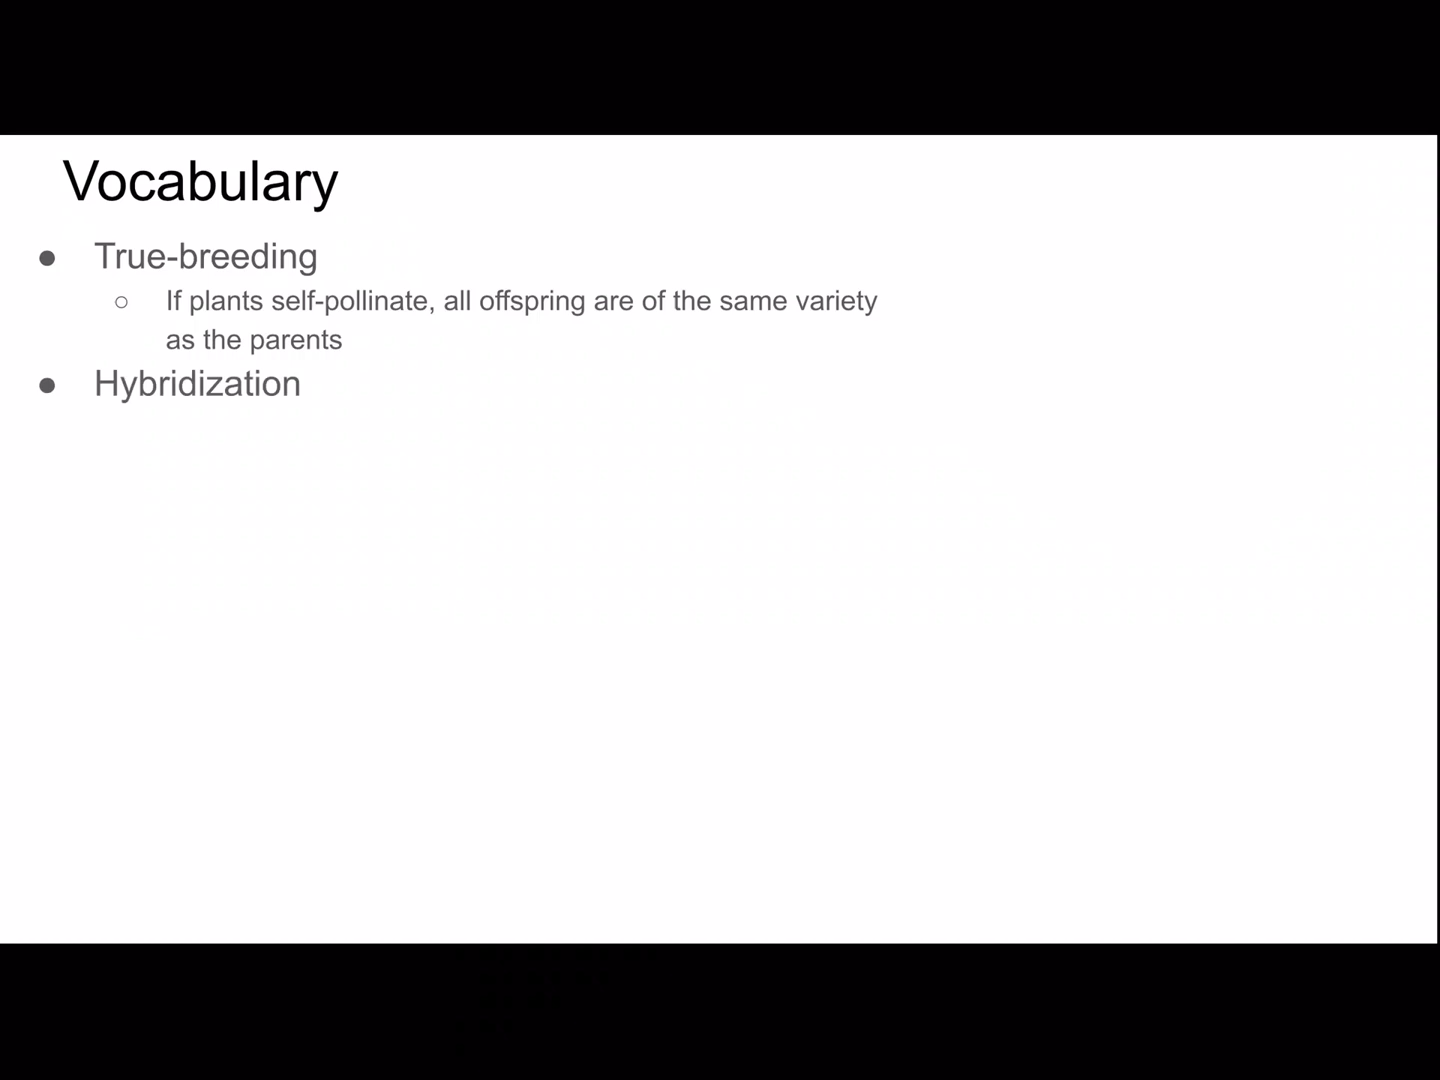 Vocabulary
● True-breeding
○ If plants self-pollinate, all offspring are of the same variety
as the parents
● Hybridization